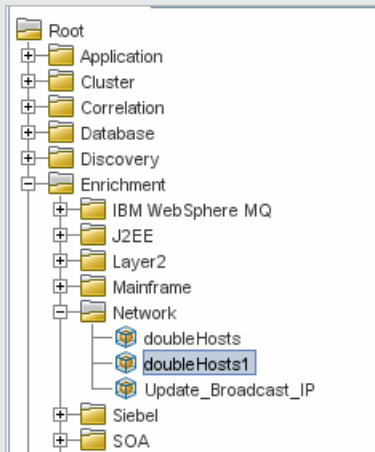 Root
Application
Cluster
Correlation
Database
Discovery
Enrichment
IBM WebSphere MQ
J2EE
Layer2
Mainframe
Network
doubleHosts
doubleHosts1
Update_Broadcast_IP
Siebel
SOA